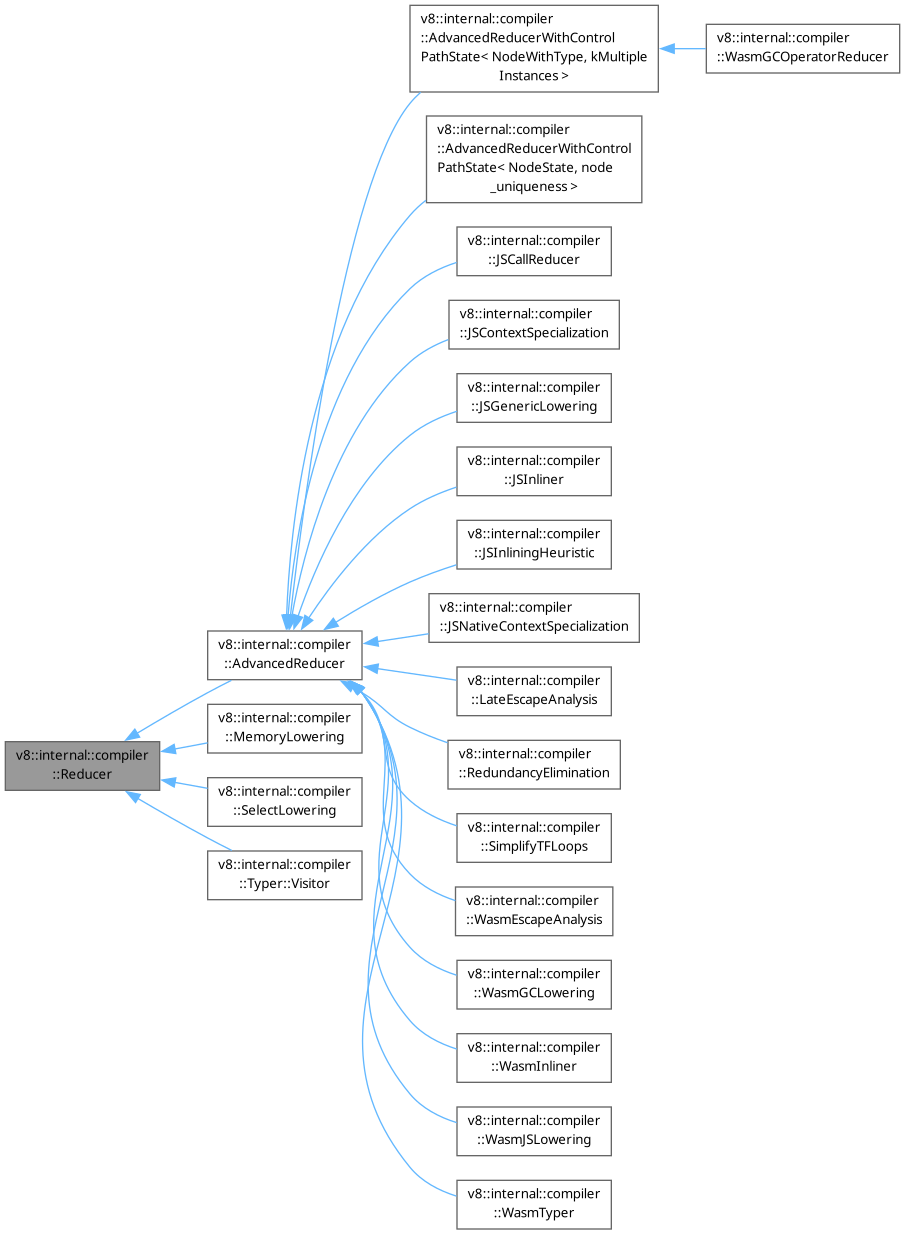 v8::internal::compiler
::AdvancedReducerWithControl
PathState< NodeWithType, kMultiple
Instances >
v8::internal::compiler
::WasmGCOperatorReducer
v8::internal::compiler
::AdvancedReducerWithControl
PathState< NodeState, node
_uniqueness >
v8::internal::compiler
::JSCallReducer
v8::internal::compiler
::JSContextSpecialization
v8::internal::compiler
::JSGenericLowering
v8::internal::compiler
::JSInliner
v8::internal::compiler
::JSInliningHeuristic
v8::internal::compiler
::JSNativeContextSpecialization
v8::internal::compiler
::AdvancedReducer
v8::internal::compiler
::LateEscapeAnalysis
v8::internal::compiler
::MemoryLowering
v8::internal::compiler
::RedundancyElimination
v8::internal::compiler
::Reducer
v8::internal::compiler
::SelectLowering
v8::internal::compiler
::SimplifyTFLoops
v8::internal::compiler
::Typer::Visitor
v8::internal::compiler
::WasmEscapeAnalysis
v8::internal::compiler
::WasmGCLowering
v8::internal::compiler
::WasmInliner
v8::internal::compiler
::WasmJSLowering
v8::internal::compiler
::WasmTyper